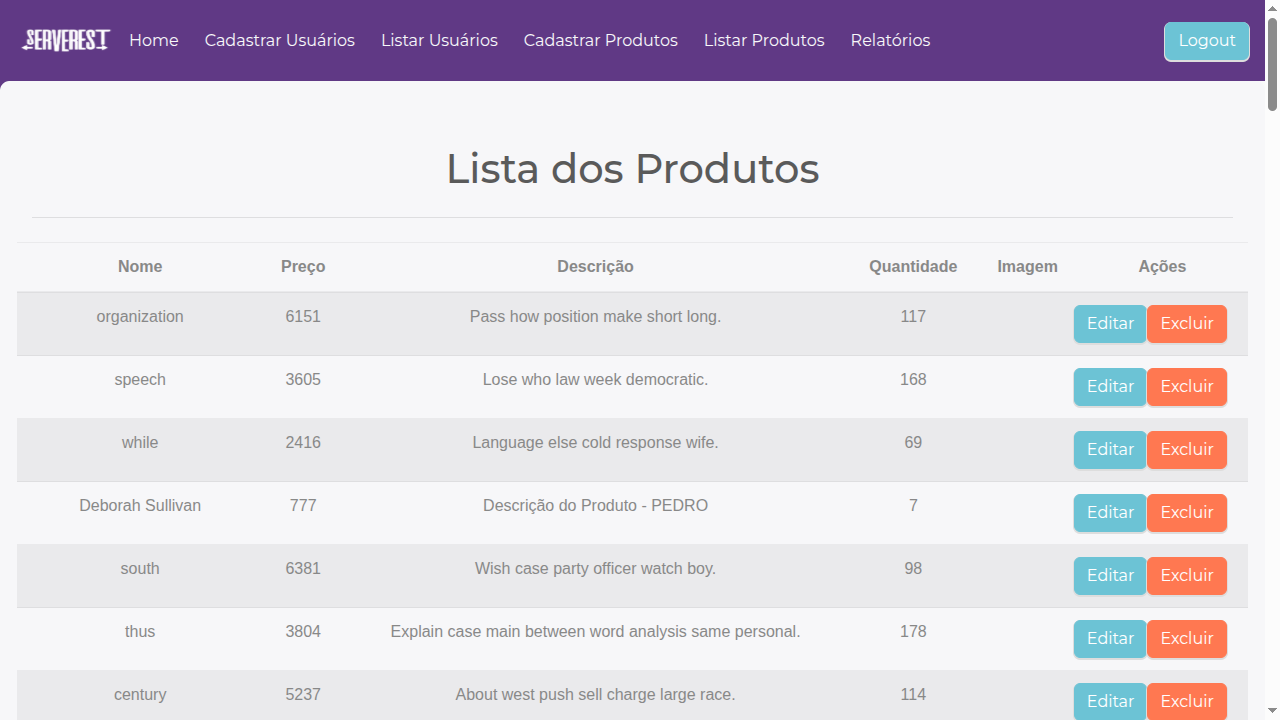 SERVEREST Home Cadastrar Usuários Listar Usuários Cadastrar Produtos Listar Produtos Relatórios Logout
Lista dos Produtos
Nome Preço Descrição Quantidade Imagem Ações
organization 6151 Pass how position make short long. 117 Editar Excluir
speech 3605 Lose who law week democratic. 168 Editar Excluir
while 2416 Language else cold response wife. 69 Editar Excluir
Deborah Sullivan 777 Descrição do Produto - PEDRO 7 Editar Excluir
south 6381 Wish case party officer watch boy. 98 Editar Excluir
thus 3804 Explain case main between word analysis same personal. 178 Editar Excluir
century 5237 About west push sell charge large race. 114 Editar Excluir